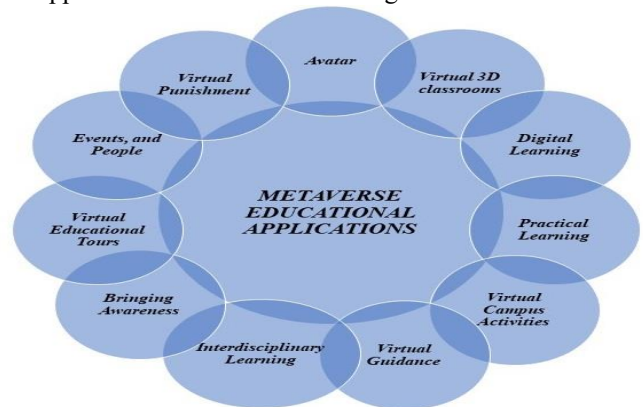 Avatar
Virtual 3D
classrooms
Digital
Learning
Practical
Learning
Virtual
Campus
Activities
Virtual
Guidance
Interdisciplinary
Learning
Bringing
Awareness
Virtual
Educational
Tours
Events, and
People
Virtual
Punishment
METAVERSE
EDUCATIONAL
APPLICATIONS